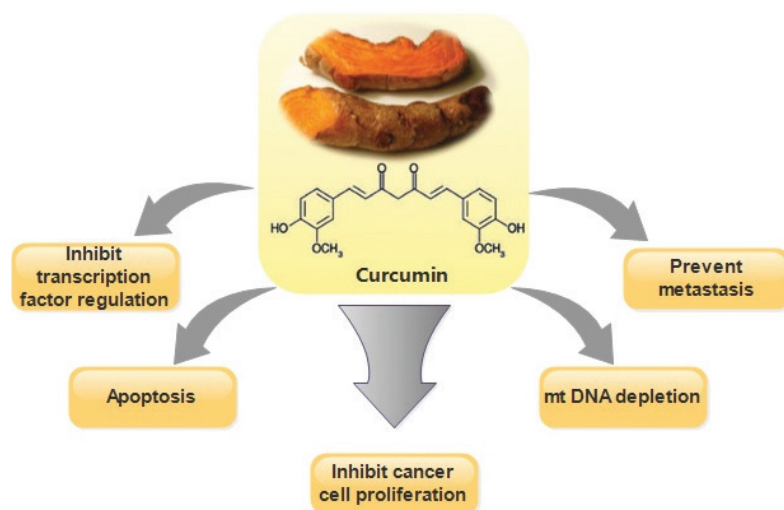 O
O
HO
OCH₃
OCH₃
OH
Curcumin
Inhibit
transcription
factor regulation
Prevent
metastasis
Apoptosis
mt DNA depletion
Inhibit cancer
cell proliferation